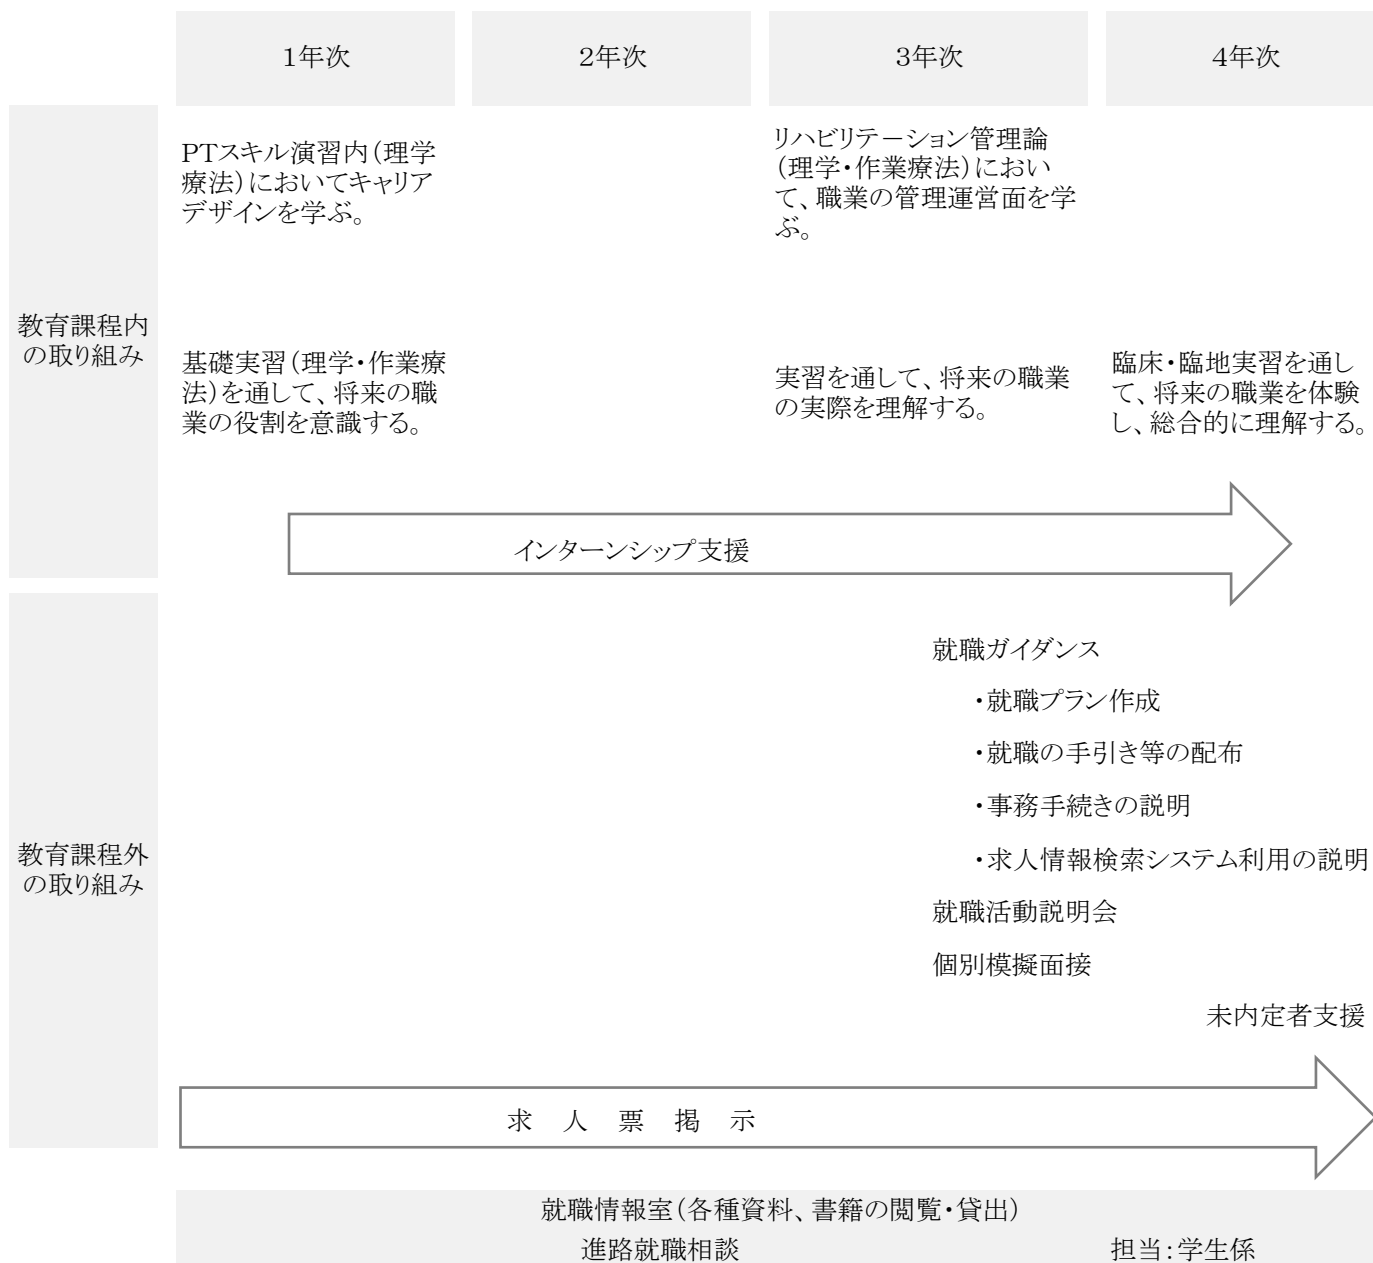 １年次
２年次
３年次
４年次
教育課程内
の取り組み
PTスキル演習内（理学
療法）においてキャリア
デザインを学ぶ。
リハビリテーション管理論
（理学・作業療法）におい
て、職業の管理運営面を学
ぶ。
基礎実習（理学・作業療
法）を通して、将来の職
業の役割を意識する。
実習を通して、将来の職業
の実際を理解する。
臨床・臨地実習を通し
て、将来の職業を体験
し、総合的に理解する。
インターンシップ支援
教育課程外
の取り組み
就職ガイダンス
・就職プラン作成
・就職の手引き等の配布
・事務手続きの説明
・求人情報検索システム利用の説明
就職活動説明会
個別模擬面接
未内定者支援
求　人　票　掲　示
就職情報室（各種資料、書籍の閲覧・貸出）
進路就職相談
担当：学生係